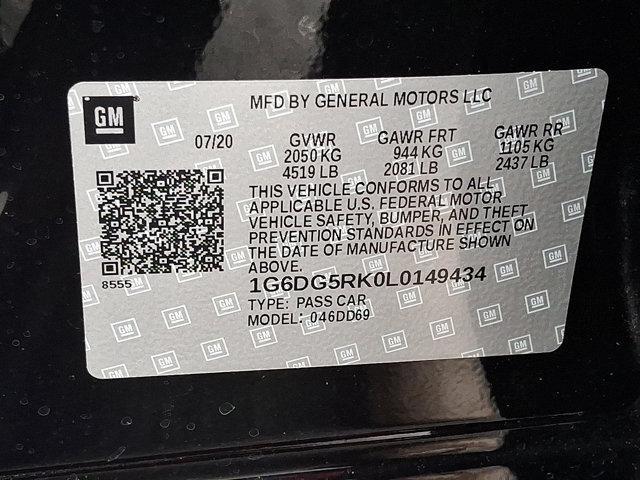 GM
MFD BY GENERAL MOTORS LLC
07/20 GVWR GAWR FRT GAWR RR
2050 KG 944 KG 1105 KG
4519 LB 2081 LB 2437 LB
THIS VEHICLE CONFORMS TO ALL
APPLICABLE U.S. FEDERAL MOTOR
VEHICLE SAFETY, BUMPER, AND THEFT
PREVENTION STANDARDS IN EFFECT ON
THE DATE OF MANUFACTURE SHOWN
ABOVE.
8555
1G6DG5RK0L0149434
TYPE: PASS CAR
MODEL: 046DD69